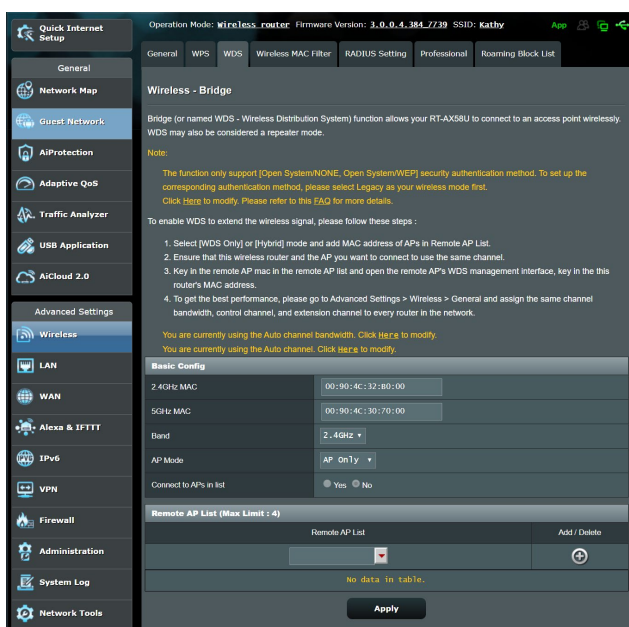 Quick Internet
Setup
Operation Mode: Wireless router Firmware Version: 3.0.0.4.384_7739 SSID: Kathy
App
General
WPS
WDS
Wireless MAC Filter
RADIUS Setting
Professional
Roaming Block List
General
Network Map
Guest Network
AiProtection
Adaptive QoS
Traffic Analyzer
USB Application
AiCloud 2.0
Advanced Settings
Wireless
LAN
WAN
Alexa & IFTTT
IPv6
VPN
Firewall
Administration
System Log
Network Tools
Wireless - Bridge
Bridge (or named WDS - Wireless Distribution System) function allows your RT-AX58U to connect to an access point wirelessly.
WDS may also be considered a repeater mode.
Note:
The function only support [Open System/NONE, Open System/WEP] security authentication method. To set up the
corresponding authentication method, please select Legacy as your wireless mode first.
Click Here to modify. Please refer to this FAQ for more details.
To enable WDS to extend the wireless signal, please follow these steps :
1. Select [WDS Only] or [Hybrid] mode and add MAC address of APs in Remote AP List.
2. Ensure that this wireless router and the AP you want to connect to use the same channel.
3. Key in the remote AP mac in the remote AP list and open the remote AP's WDS management interface, key in the this
router's MAC address.
4. To get the best performance, please go to Advanced Settings > Wireless > General and assign the same channel
bandwidth, control channel, and extension channel to every router in the network.
You are currently using the Auto channel bandwidth. Click Here to modify.
You are currently using the Auto channel. Click Here to modify.
Basic Config
2.4GHz MAC
00:90:4C:32:80:00
5GHz MAC
00:90:4C:30:70:00
Band
2.4GHz
AP Mode
AP Only
Connect to APs in list
Yes No
Remote AP List (Max Limit : 4)
Remote AP List
Add / Delete
No data in table.
Apply